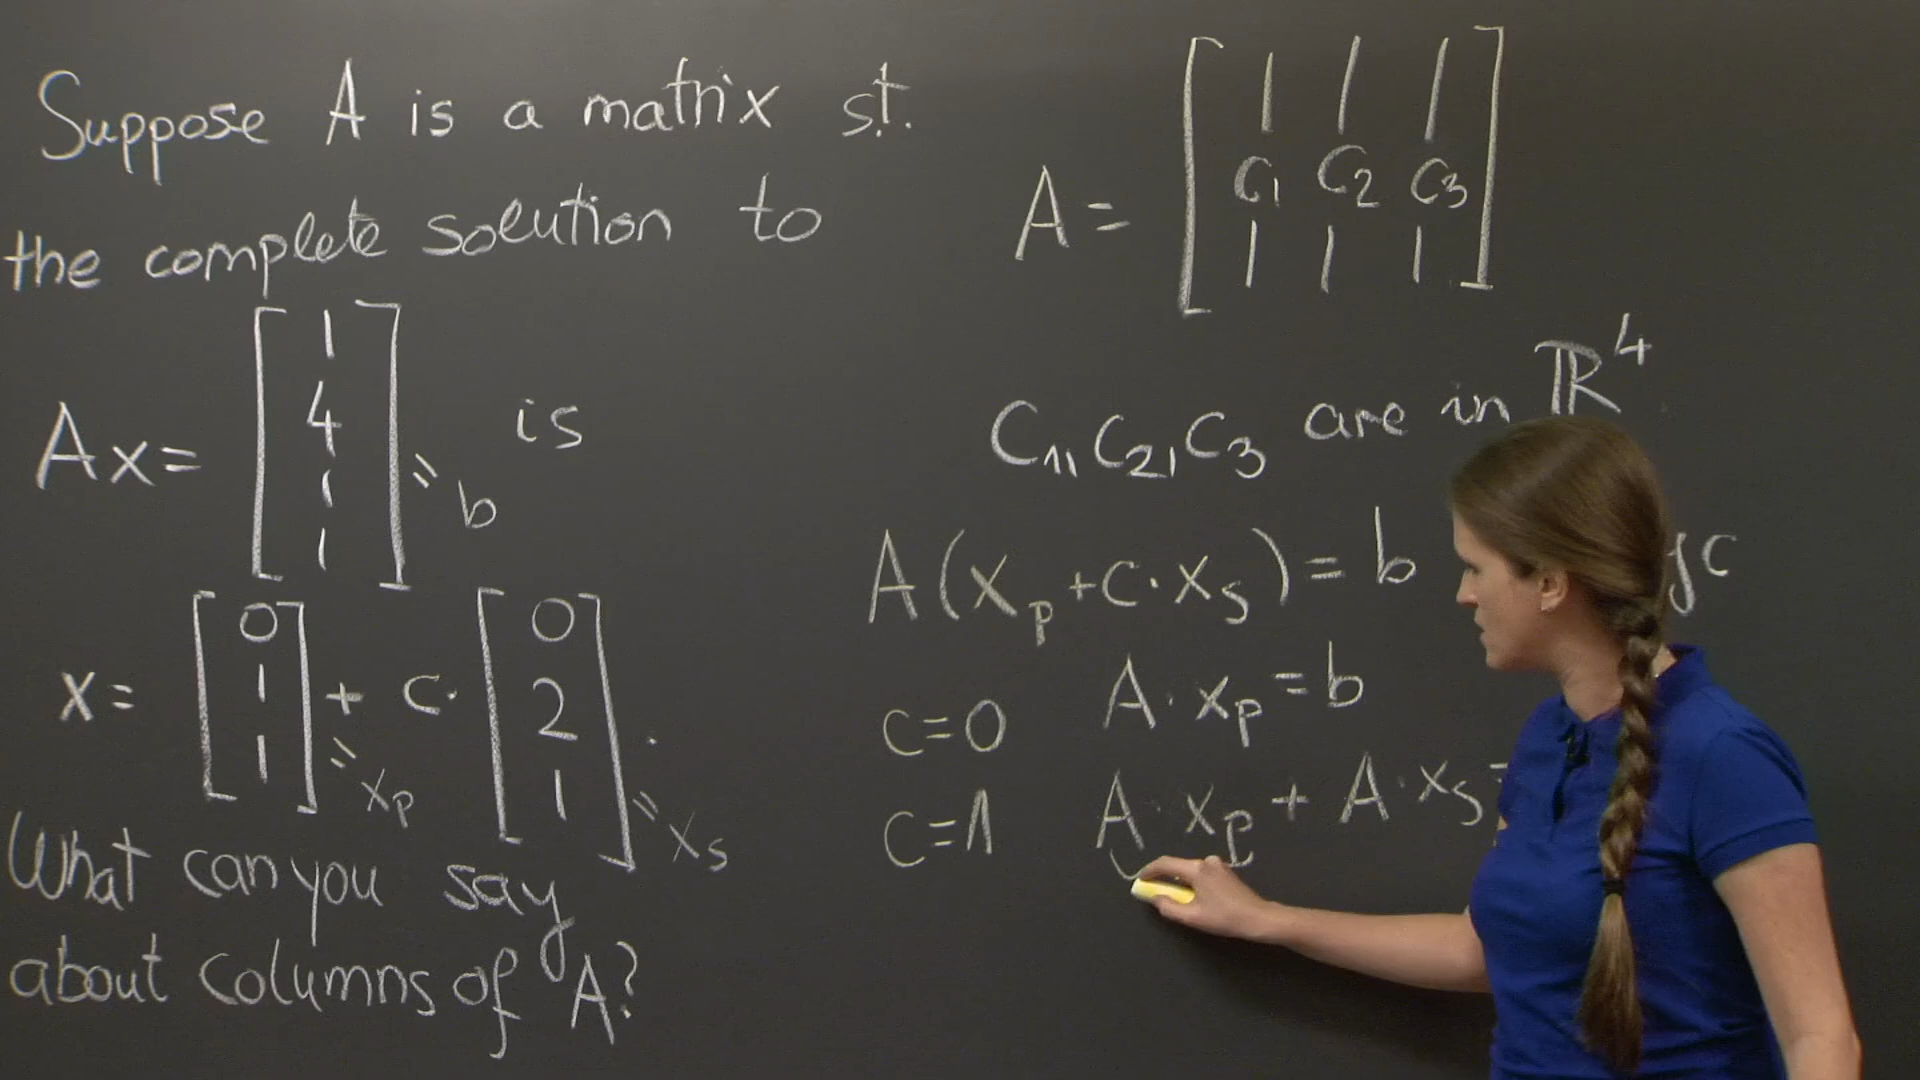 Suppose A is a matrix s.t.
the complete solution to
Ax = [1 4 1 1] = b is
x = [0 1 1] = xp + c· [0 2 1] = xs .
What can you say
about columns of A?
A = [c1 c2 c3]
C1, C2, C3 are in ℝ⁴
A(xp + c·xs) = b
c=0 A·xp = b
c=1 A·xp + A·xs =